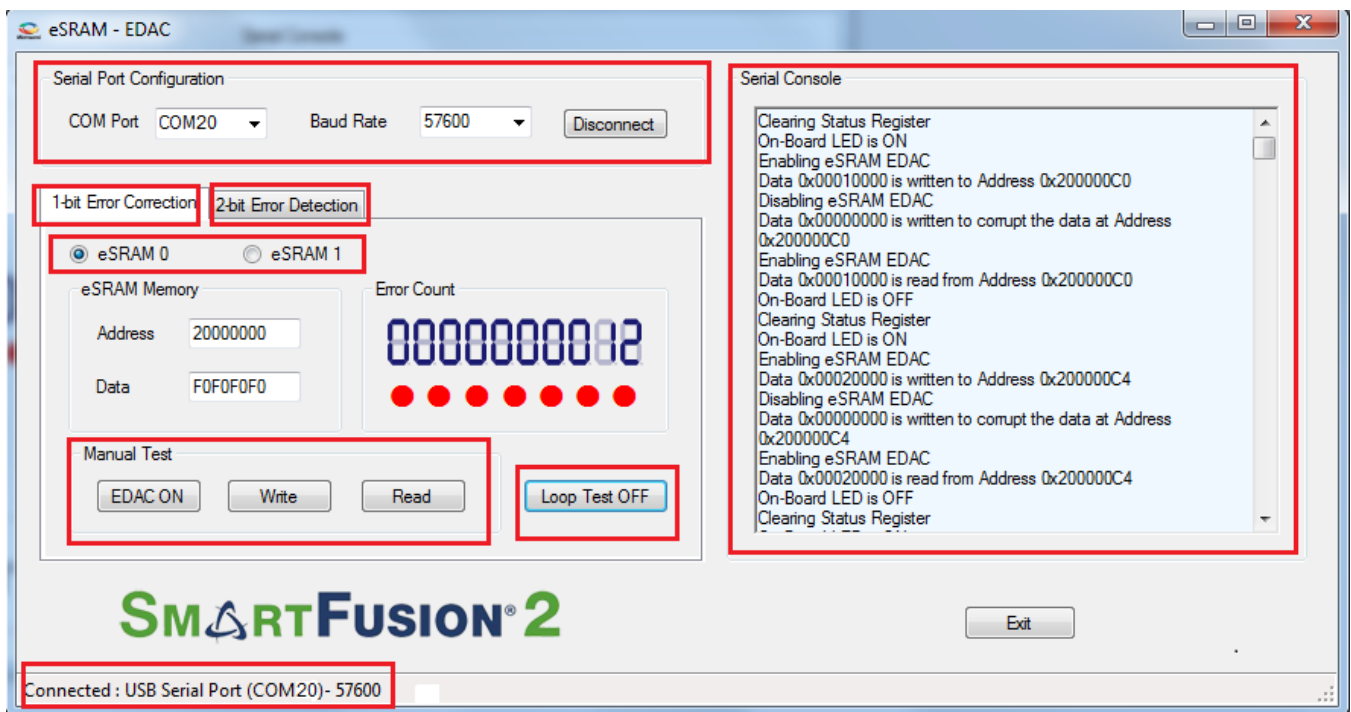 eSRAM - EDAC
Serial Port Configuration
COM Port COM20 Baud Rate 57600 Disconnect
1-bit Error Correction 2-bit Error Detection
eSRAM 0 eSRAM 1
eSRAM Memory
Address 20000000
Data F0F0F0F0
Error Count
00000000012
Manual Test
EDAC ON Write Read
Loop Test OFF
Serial Console
Clearing Status Register
On-Board LED is ON
Enabling eSRAM EDAC
Data 0x00010000 is written to Address 0x200000C0
Disabling eSRAM EDAC
Data 0x00000000 is written to corrupt the data at Address
0x200000C0
Enabling eSRAM EDAC
Data 0x00010000 is read from Address 0x200000C0
On-Board LED is OFF
Clearing Status Register
On-Board LED is ON
Enabling eSRAM EDAC
Data 0x00020000 is written to Address 0x200000C4
Disabling eSRAM EDAC
Data 0x00000000 is written to corrupt the data at Address
0x200000C4
Enabling eSRAM EDAC
Data 0x00020000 is read from Address 0x200000C4
On-Board LED is OFF
Clearing Status Register
SMARTFUSION® 2
Exit
Connected : USB Serial Port (COM20)- 57600